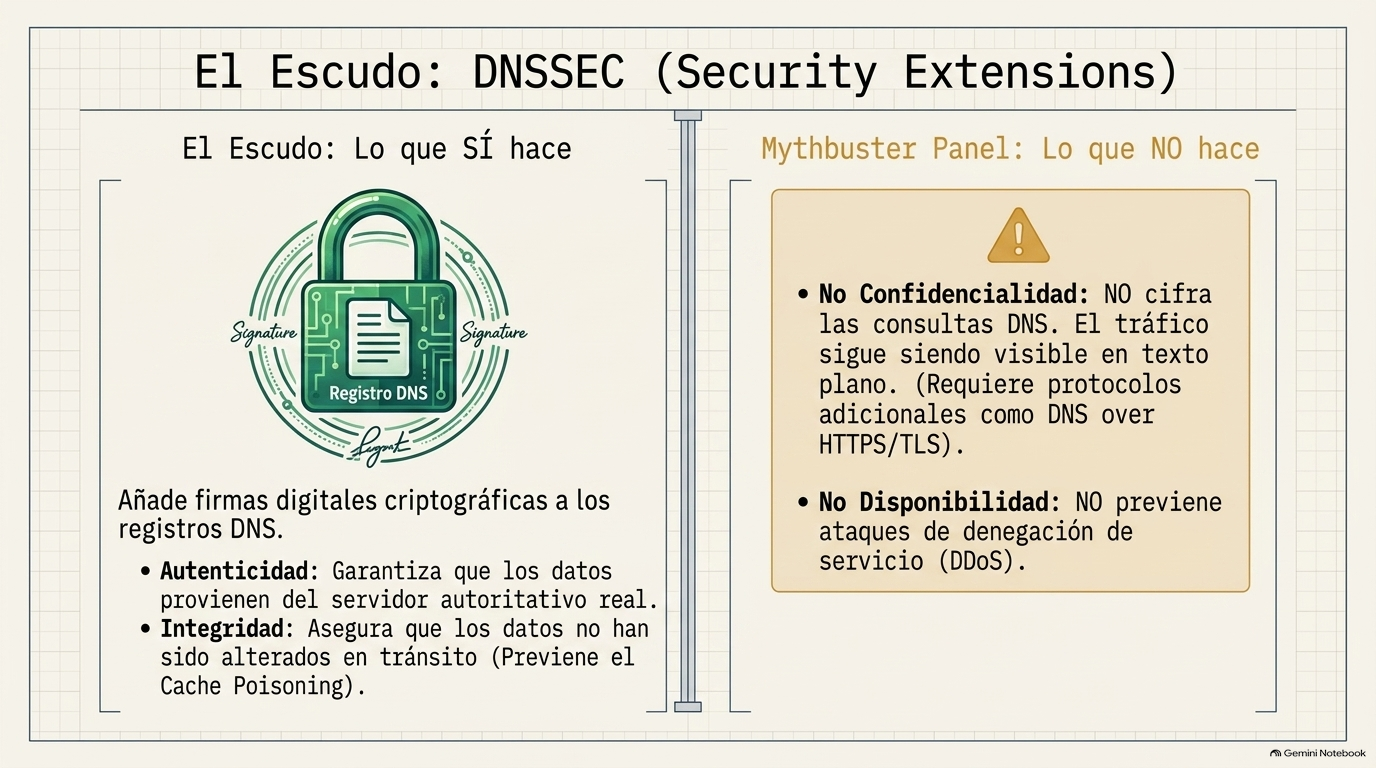 El Escudo: DNSSEC (Security Extensions)
El Escudo: Lo que SÍ hace
Signature
Signature
Registro DNS
Añade firmas digitales criptográficas a los
registros DNS.
• Autenticidad: Garantiza que los datos
provienen del servidor autoritativo real.
• Integridad: Asegura que los datos no han
sido alterados en tránsito (Previene el
Cache Poisoning).
Mythbuster Panel: Lo que NO hace
• No Confidencialidad: NO cifra
las consultas DNS. El tráfico
sigue siendo visible en texto
plano. (Requiere protocolos
adicionales como DNS over
HTTPS/TLS).
• No Disponibilidad: NO previene
ataques de denegación de
servicio (DDoS).
Gemini Notebook